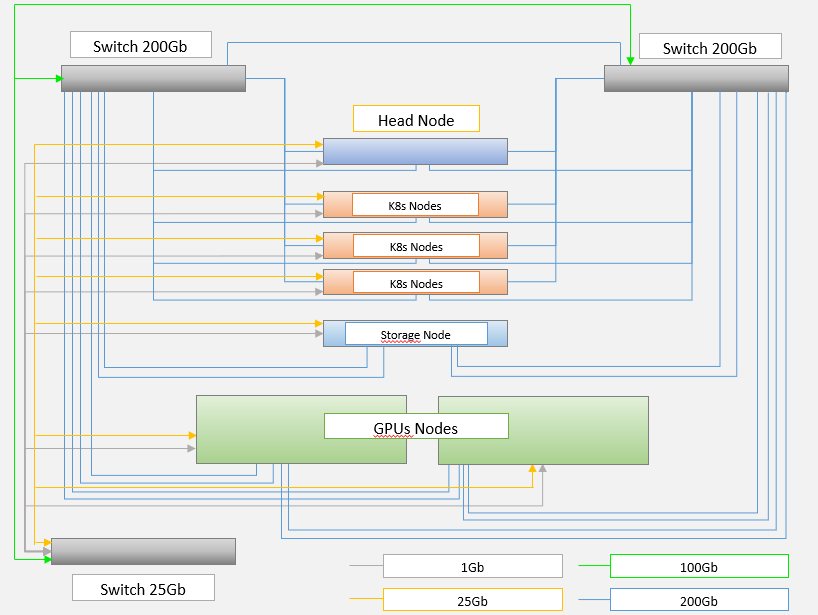 Switch 200Gb
Switch 200Gb
Head Node
K8s Nodes
K8s Nodes
K8s Nodes
Storage Node
GPUs Nodes
Switch 25Gb
1Gb
100Gb
25Gb
200Gb